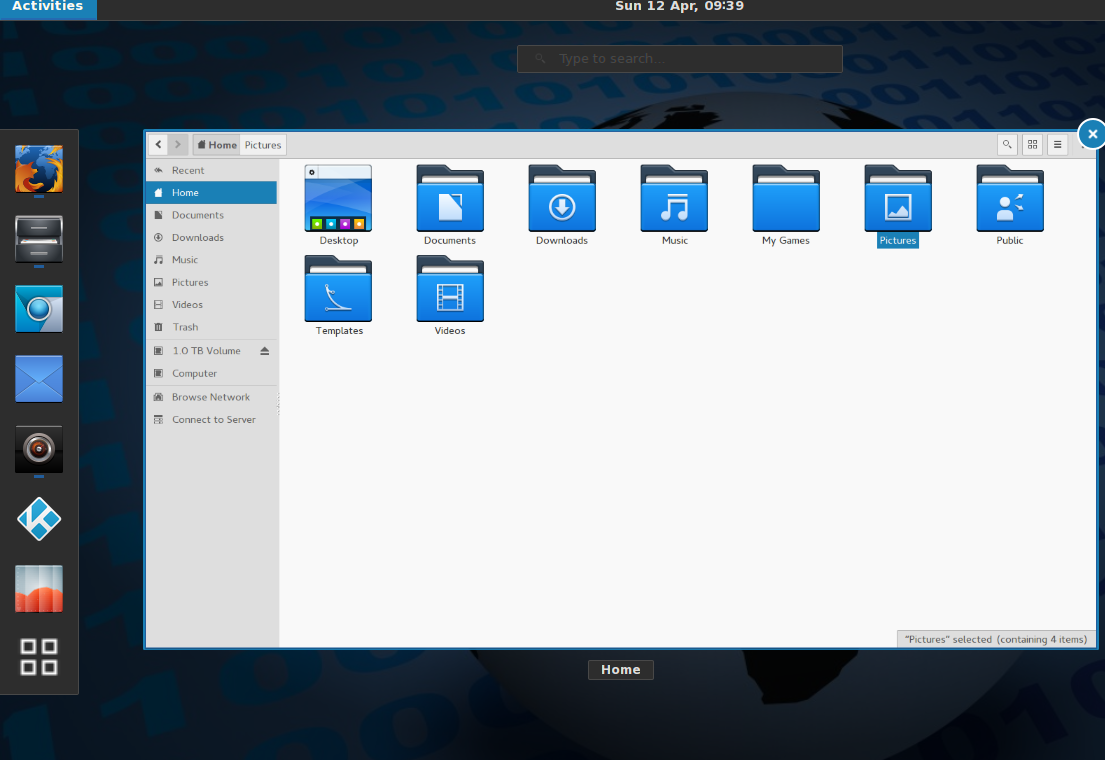 Activities
Sun 12 Apr, 09:39
Type to search...
Home
Pictures
Recent
Home
Documents
Downloads
Music
Pictures
Videos
Trash
1.0 TB Volume
Computer
Browse Network
Connect to Server
Desktop
Documents
Downloads
Music
My Games
Pictures
Public
Templates
Videos
"Pictures" selected (containing 4 items)
Home